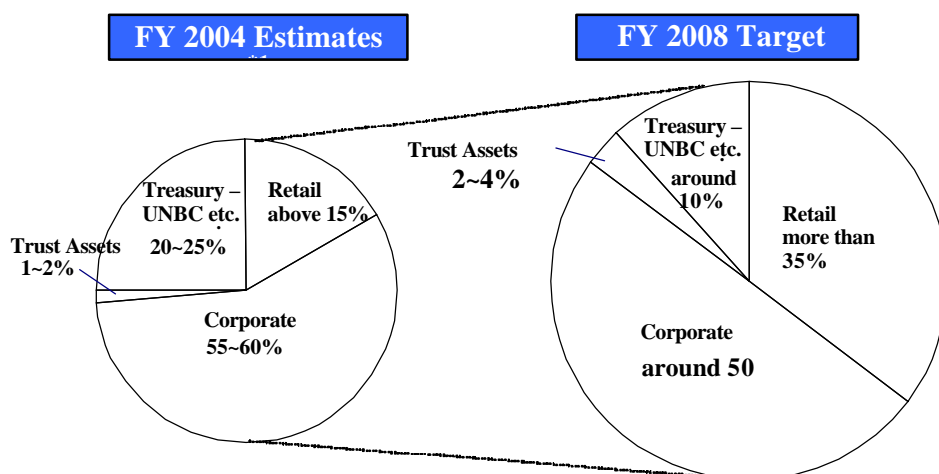 FY 2004 Estimates
*1
FY 2008 Target
Treasury –
UNBC etc.
20~25%
Retail
above 15%
Trust Assets
1~2%
Corporate
55~60%
Treasury –
UNBC etc.
around
10%
Trust Assets
2~4%
Retail
more than
35%
Corporate
around 50